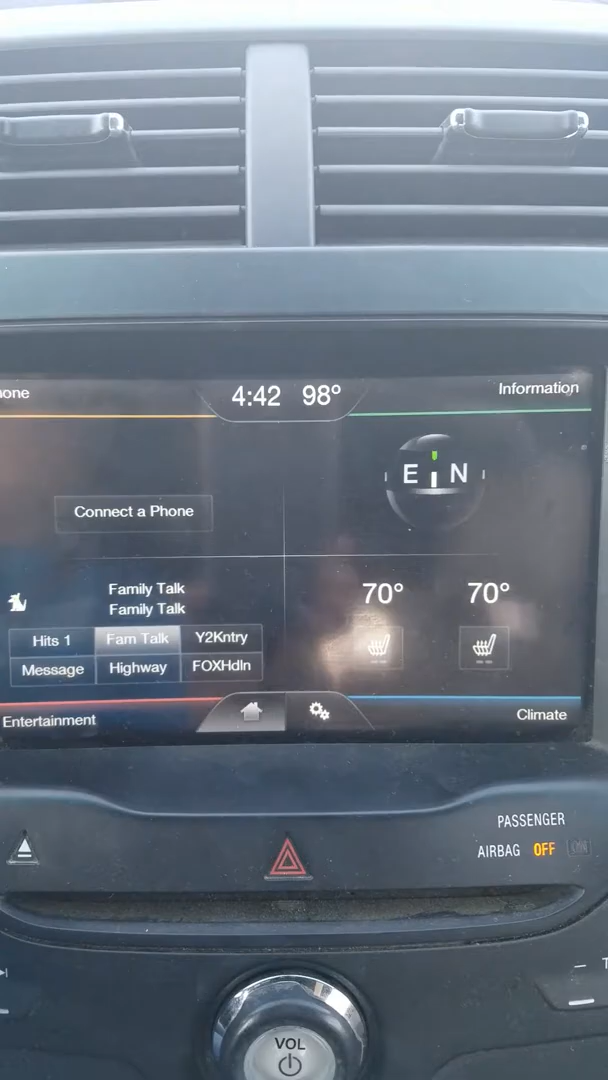 one
4:42 98°
Information
E N
Connect a Phone
Family Talk
Family Talk
70° 70°
Hits 1 Fam Talk Y2Kntry
Message Highway FOXHdln
Entertainment
Climate
PASSENGER
AIRBAG OFF ON
T
VOL